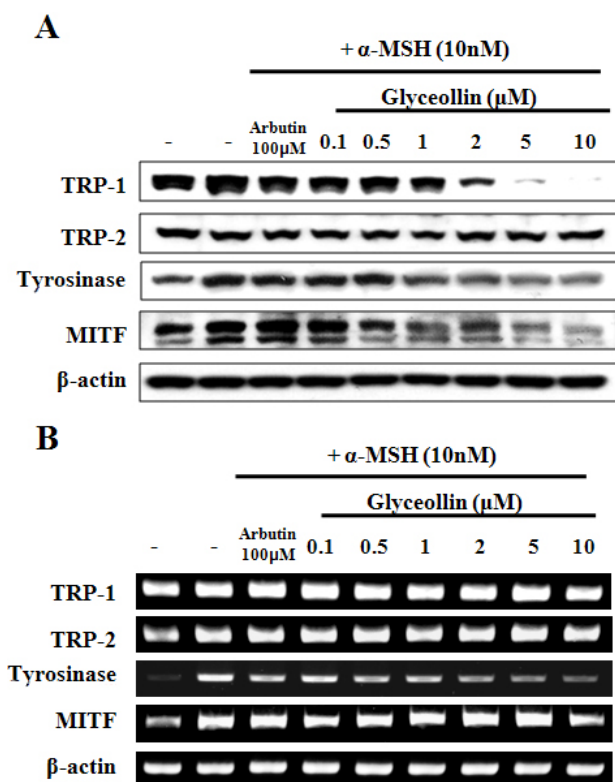 A
+ α-MSH (10nM)
Glyceollin (μM)
- - Arbutin 100μM 0.1 0.5 1 2 5 10
TRP-1
TRP-2
Tyrosinase
MITF
β-actin
B
+ α-MSH (10nM)
Glyceollin (μM)
- - Arbutin 100μM 0.1 0.5 1 2 5 10
TRP-1
TRP-2
Tyrosinase
MITF
β-actin